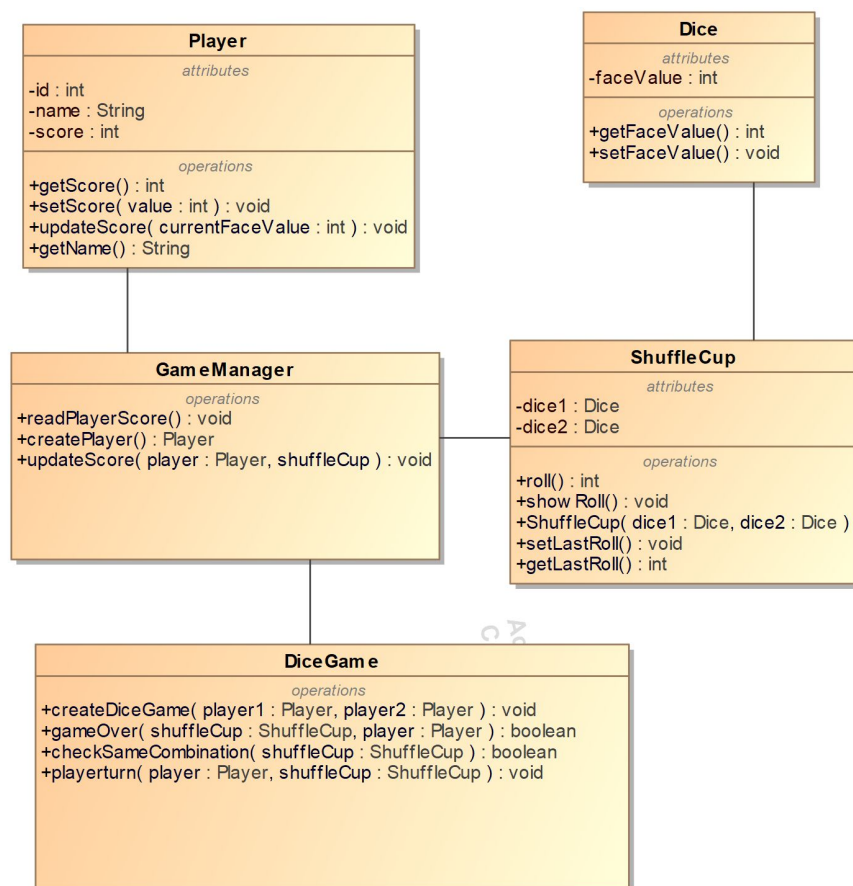 Player
attributes
-id : int
-name : String
-score : int
operations
+getScore() : int
+setScore( value : int ) : void
+updateScore( currentFaceValue : int ) : void
+getName() : String
Dice
attributes
-faceValue : int
operations
+getFaceValue() : int
+setFaceValue() : void
GameManager
operations
+readPlayerScore() : void
+createPlayer() : Player
+updateScore( player : Player, shuffleCup ) : void
ShuffleCup
attributes
-dice1 : Dice
-dice2 : Dice
operations
+roll() : int
+show Roll() : void
+ShuffleCup( dice1 : Dice, dice2 : Dice )
+setLastRoll() : void
+getLastRoll() : int
DiceGame
operations
+createDiceGame( player1 : Player, player2 : Player ) : void
+gameOver( shuffleCup : ShuffleCup, player : Player ) : boolean
+checkSameCombination( shuffleCup : ShuffleCup ) : boolean
+playerturn( player : Player, shuffleCup : ShuffleCup ) : void